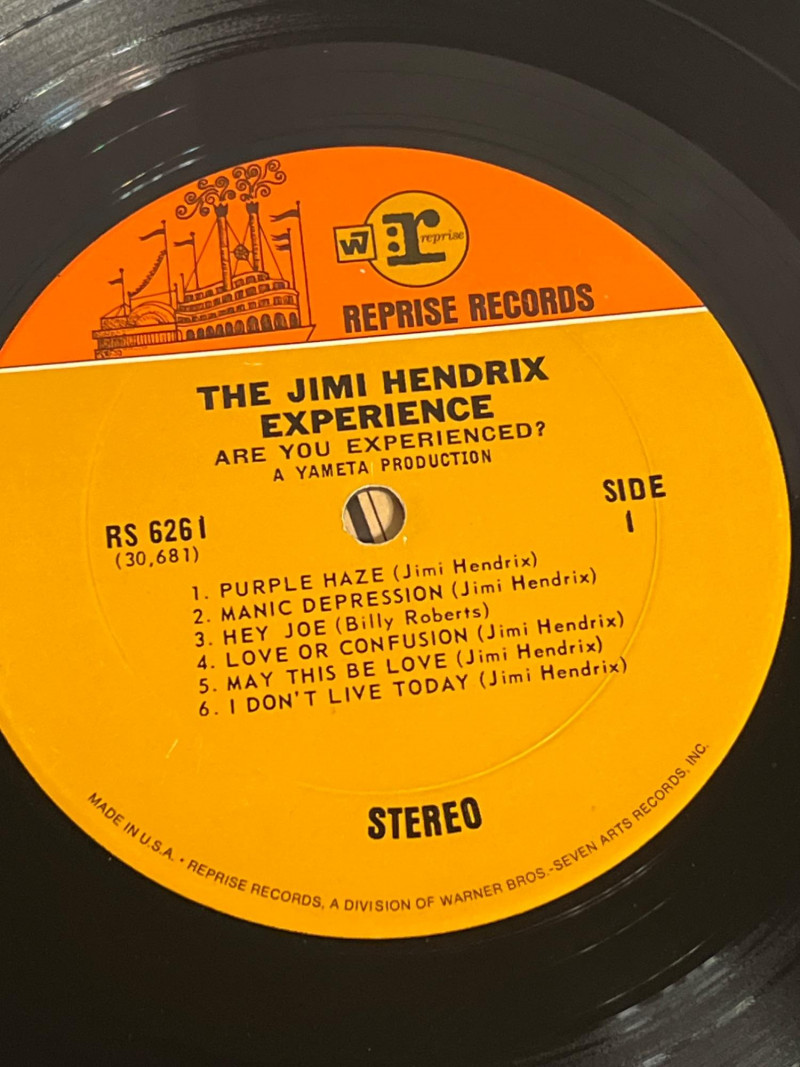 W
r
reprise
REPRISE RECORDS
THE JIMI HENDRIX
EXPERIENCE
ARE YOU EXPERIENCED?
A YAMETA PRODUCTION
RS 6261
(30,681)
SIDE
1
1. PURPLE HAZE (Jimi Hendrix)
2. MANIC DEPRESSION (Jimi Hendrix)
3. HEY JOE (Billy Roberts)
4. LOVE OR CONFUSION (Jimi Hendrix)
5. MAY THIS BE LOVE (Jimi Hendrix)
6. I DON'T LIVE TODAY (Jimi Hendrix)
STEREO
MADE IN U.S.A. • REPRISE RECORDS, A DIVISION OF WARNER BROS.-SEVEN ARTS RECORDS, INC.